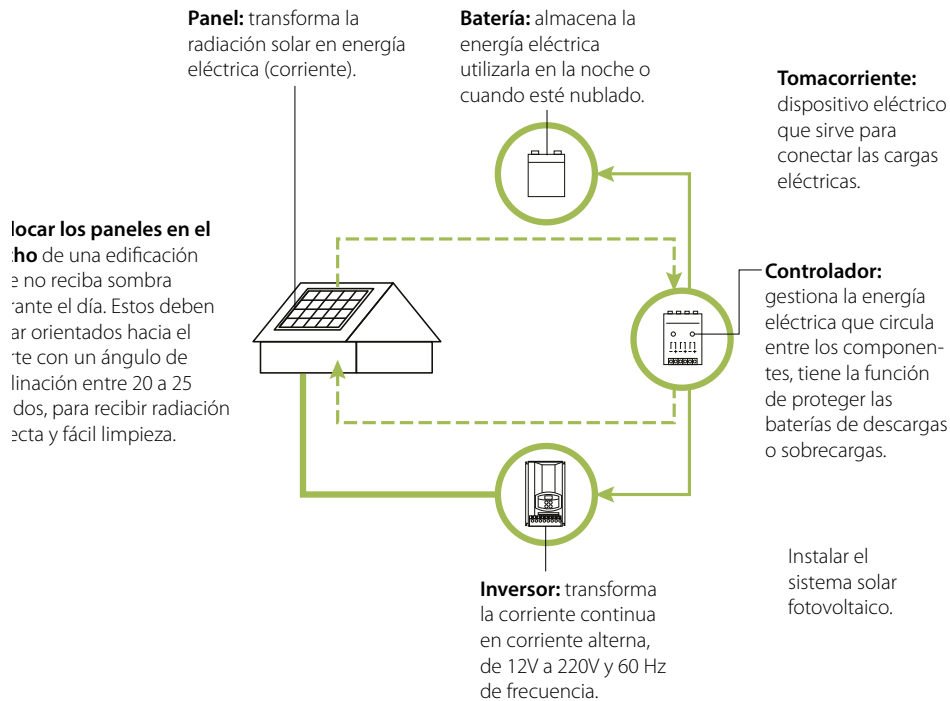 Panel: transforma la
radiación solar en energía
eléctrica (corriente).
Batería: almacena la
energía eléctrica
utilizarla en la noche o
cuando esté nublado.
Tomacorriente:
dispositivo eléctrico
que sirve para
conectar las cargas
eléctricas.
locar los paneles en el
ho de una edificación
e no reciba sombra
rante el día. Estos deben
ar orientados hacia el
rte con un ángulo de
linación entre 20 a 25
dos, para recibir radiación
ecta y fácil limpieza.
Controlador:
gestiona la energía
eléctrica que circula
entre los componen-
tes, tiene la función
de proteger las
baterías de descargas
o sobrecargas.
Inversor: transforma
la corriente continua
en corriente alterna,
de 12V a 220V y 60 Hz
de frecuencia.
Instalar el
sistema solar
fotovoltaico.